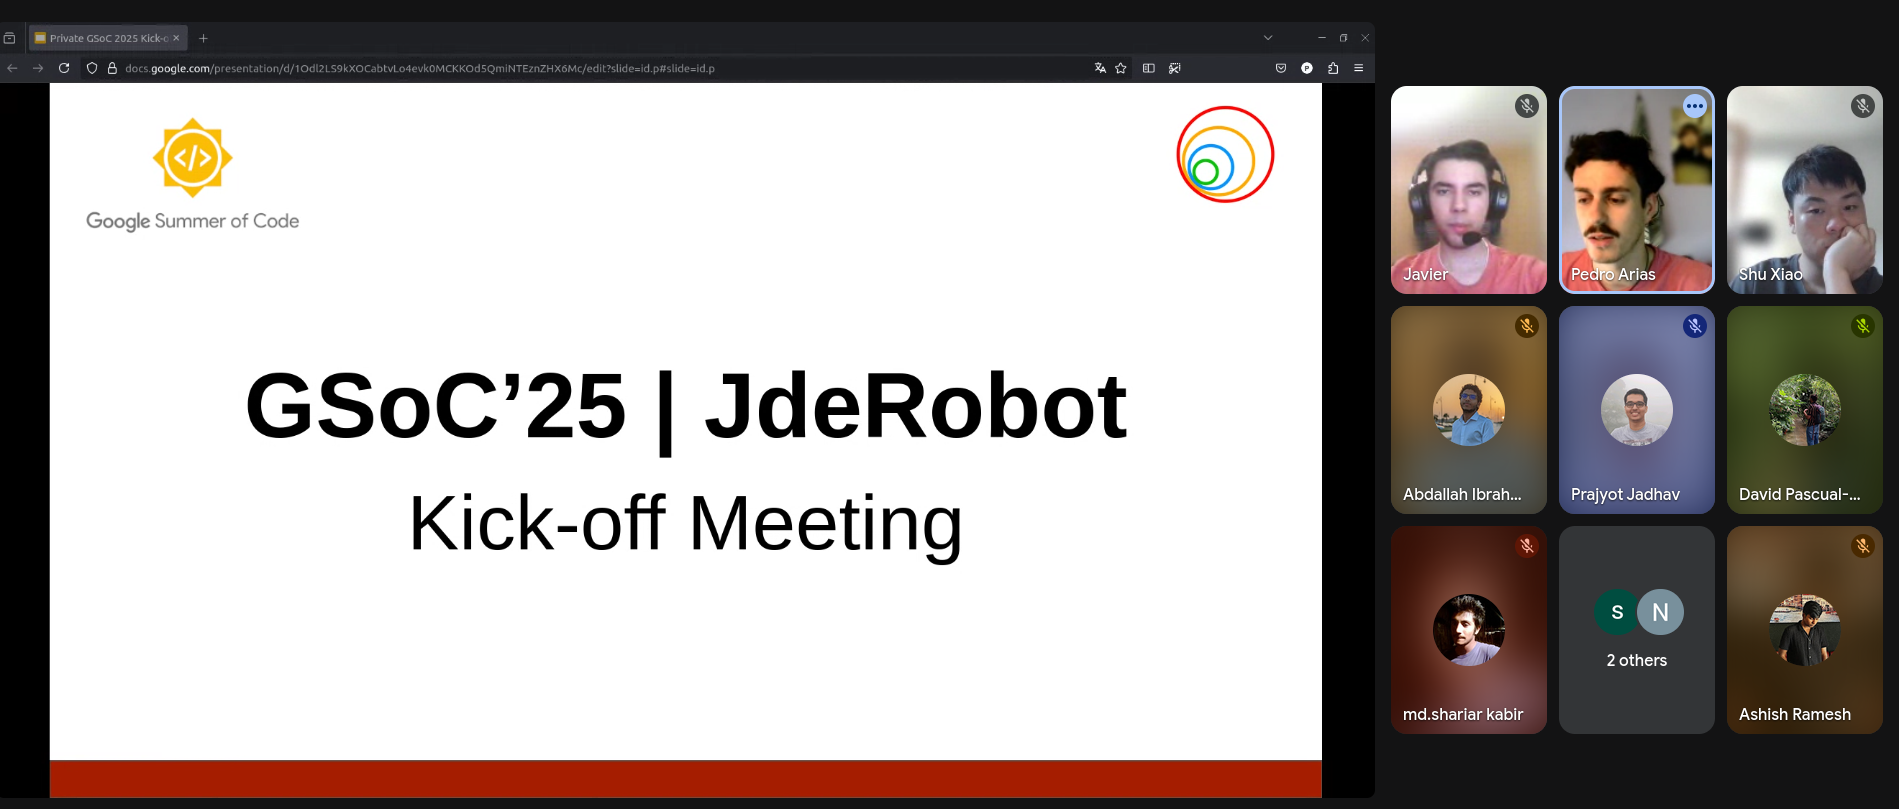 Private GSoC 2025 Kick-o
docs.google.com/presentation/d/1Odl2LS9kXOCabtvLo4evk0MCKKOd5QmiNTEznZHX6Mc/edit?slide=id.p#slide=id.p
P
Google Summer of Code
GSoC’25 | JdeRobot
Kick-off Meeting
Javier
Pedro Arias
Shu Xiao
Abdallah Ibrah...
Prajyot Jadhav
David Pascual-...
md.shariar kabir
S N
2 others
Ashish Ramesh